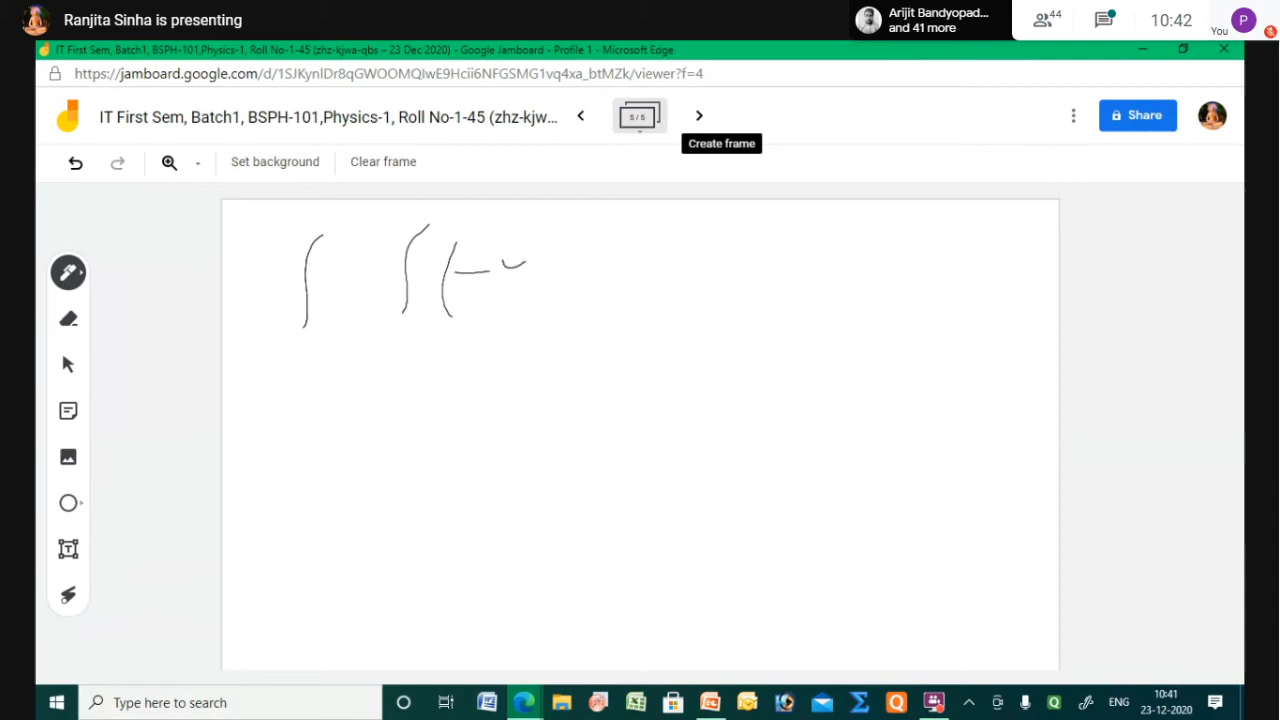 Ranjita Sinha is presenting
Arijit Bandyopad...
and 41 more
44
10:42
P
You
IT First Sem, Batch1, BSPH-101,Physics-1, Roll No-1-45 (zhz-kjwa-qbs – 23 Dec 2020) - Google Jamboard - Profile 1 - Microsoft Edge
https://jamboard.google.com/d/1SJKynlDr8qGWOOMQIwE9Hcii6NFGSMG1vq4xa_btMZk/viewer?f=4
IT First Sem, Batch1, BSPH-101,Physics-1, Roll No-1-45 (zhz-kjw...
5 / 5
Share
Create frame
Set background
Clear frame
∫ ∫ (
Type here to search
ENG
10:41
23-12-2020